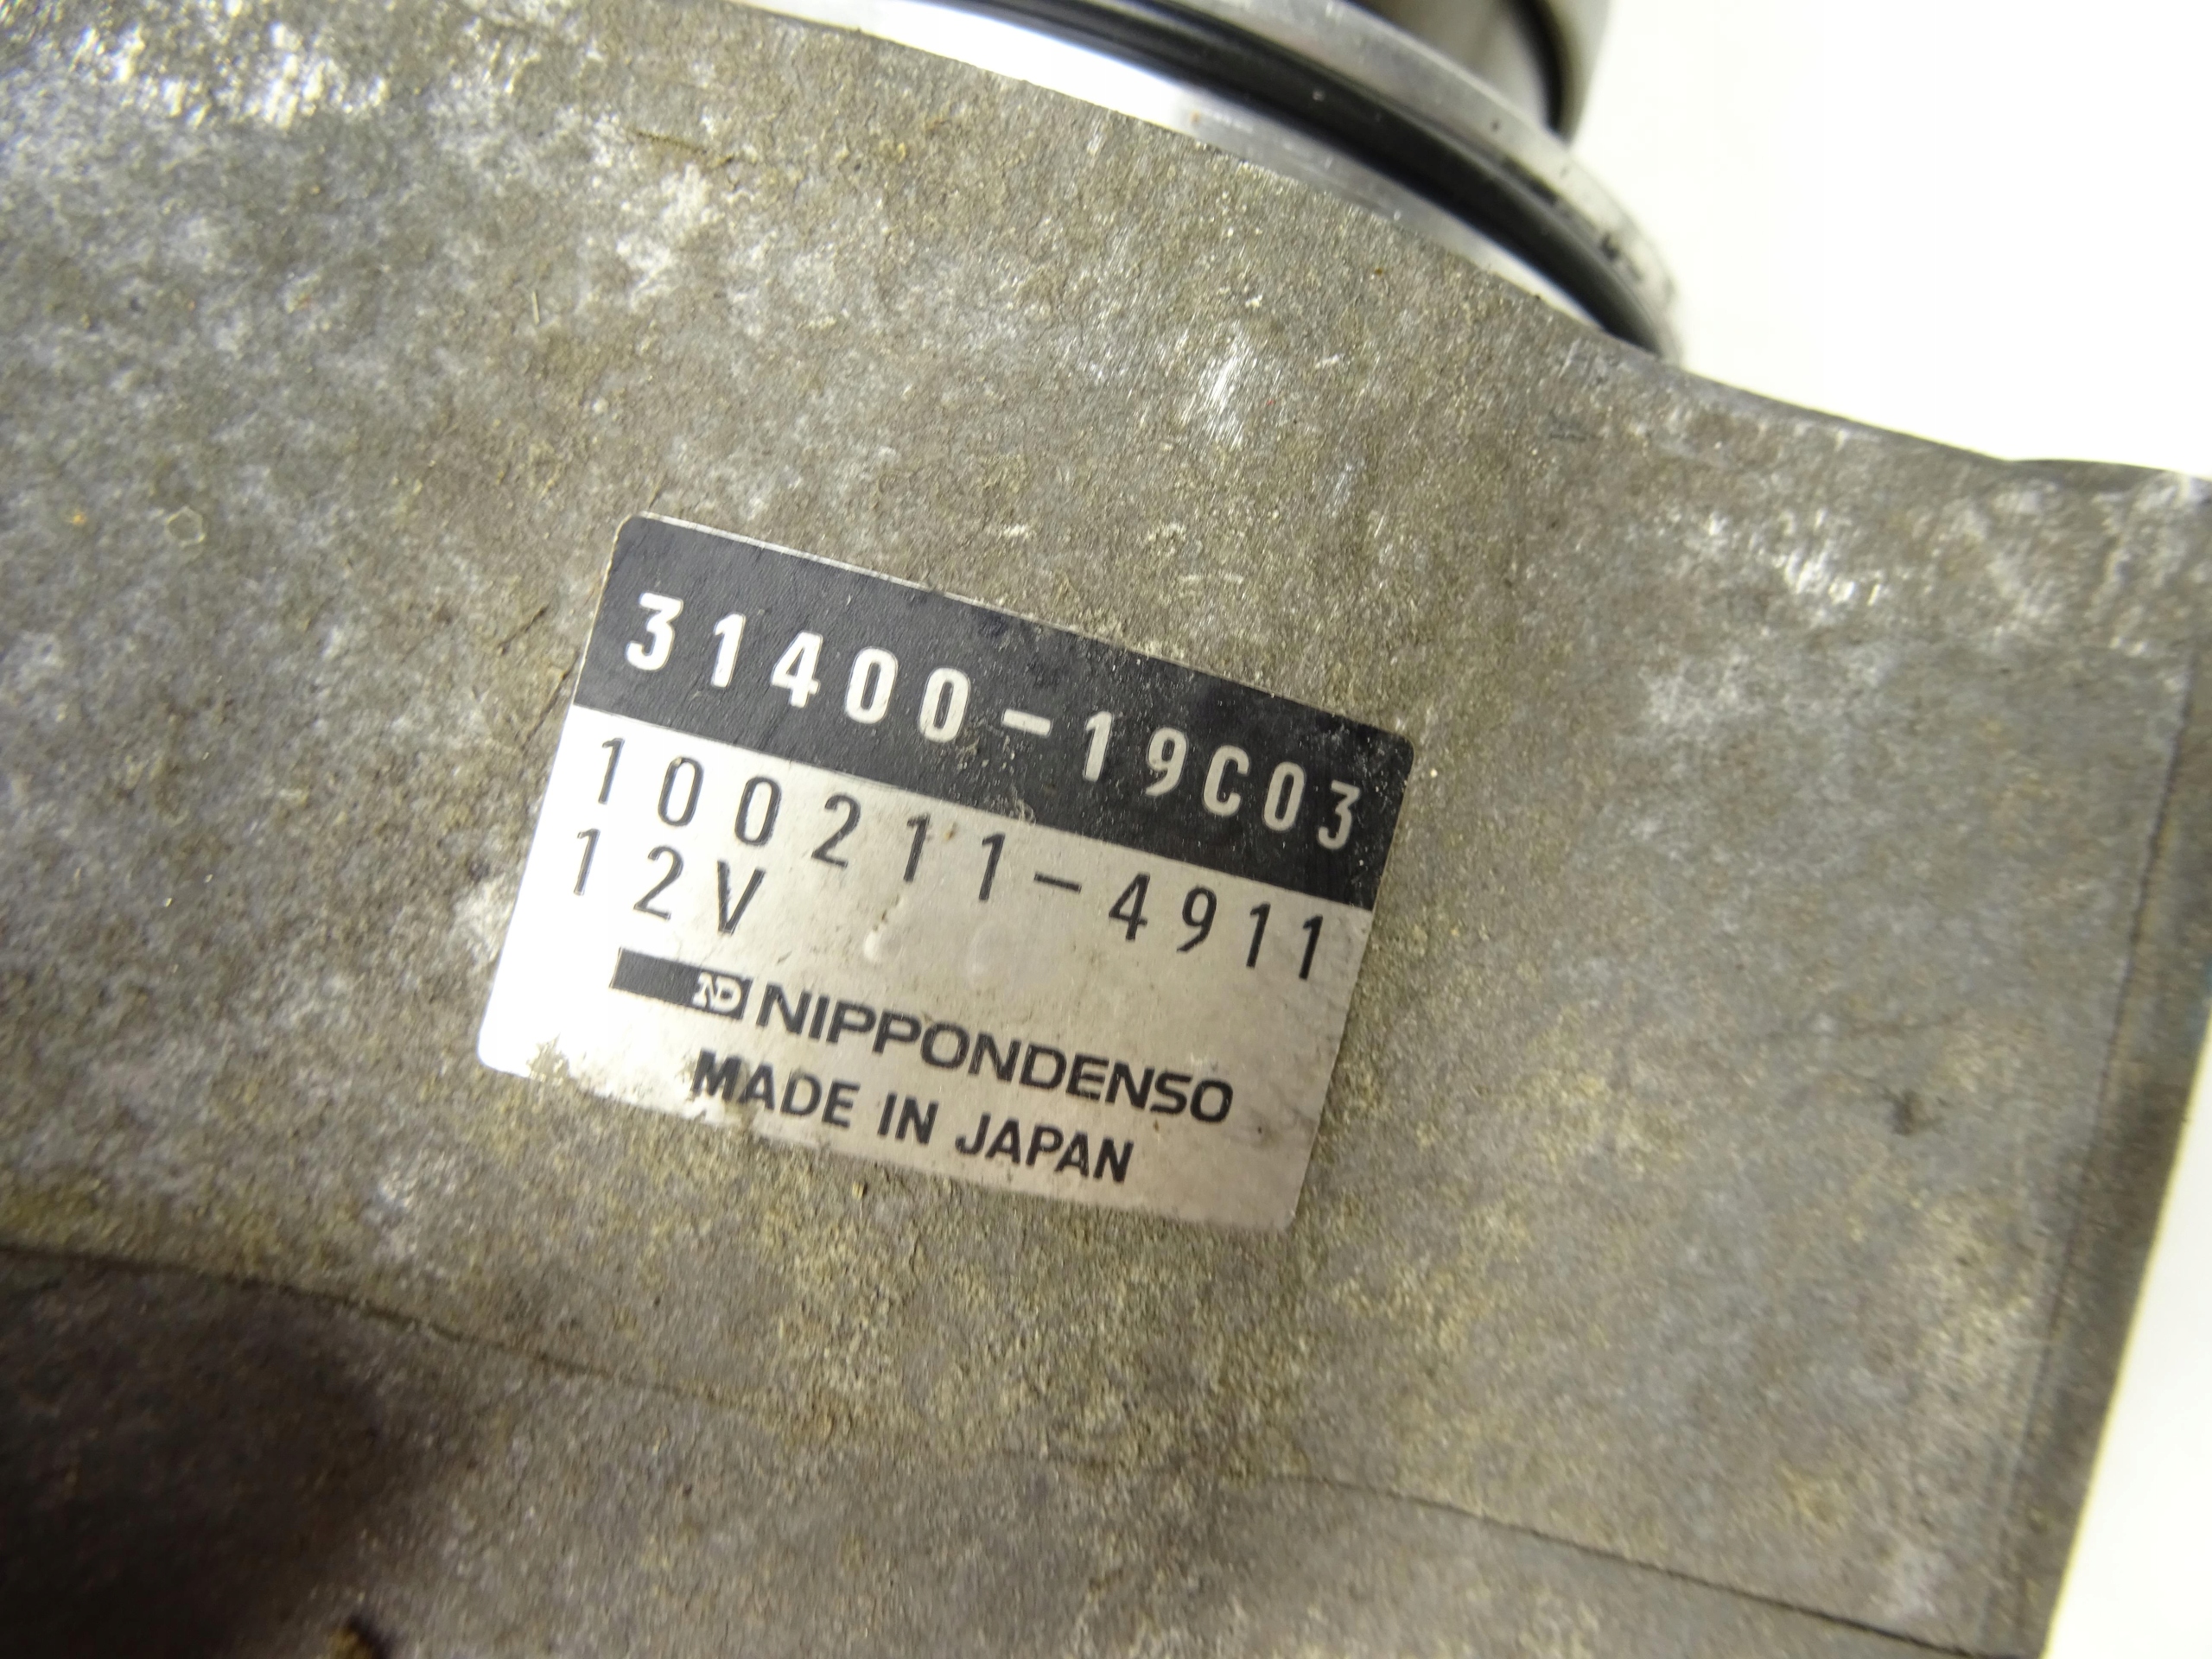 31400-19C03
100211-4911
12V
ND NIPPONDENSO
MADE IN JAPAN